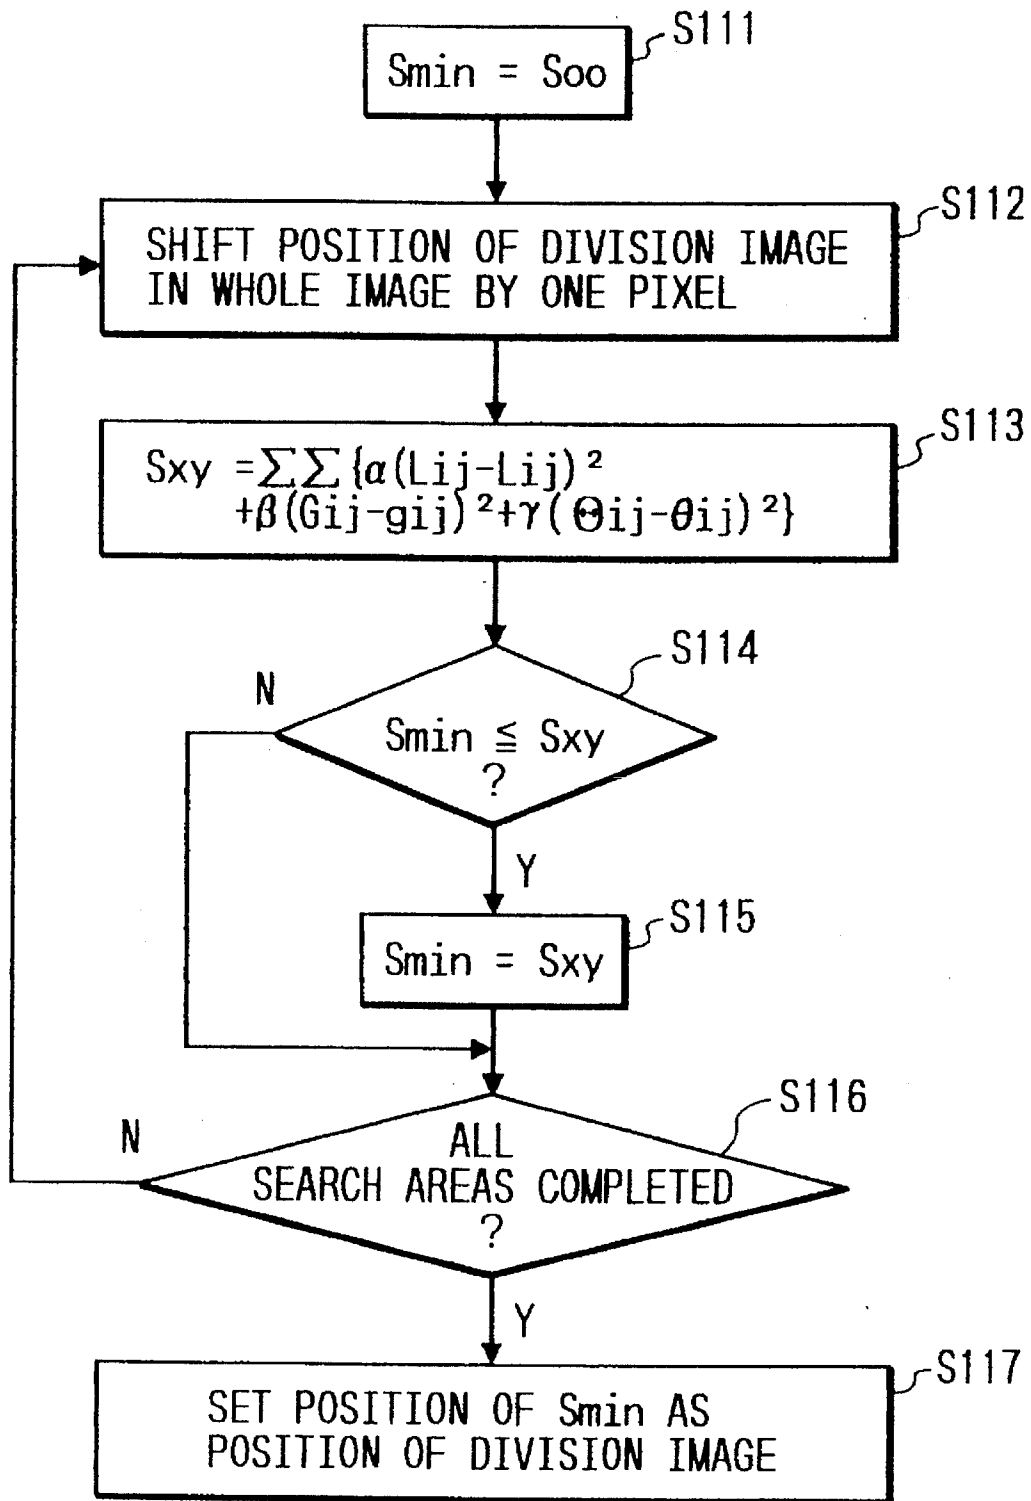 S111
Smin = Soo
S112
SHIFT POSITION OF DIVISION IMAGE
IN WHOLE IMAGE BY ONE PIXEL
S113
Sxy = ΣΣ{α(Lij-Lij)²
+β(Gij-gij)²+γ(Θij-θij)²}
S114
N
Smin ≦ Sxy
?
Y
S115
Smin = Sxy
S116
N
ALL
SEARCH AREAS COMPLETED
?
Y
S117
SET POSITION OF Smin AS
POSITION OF DIVISION IMAGE